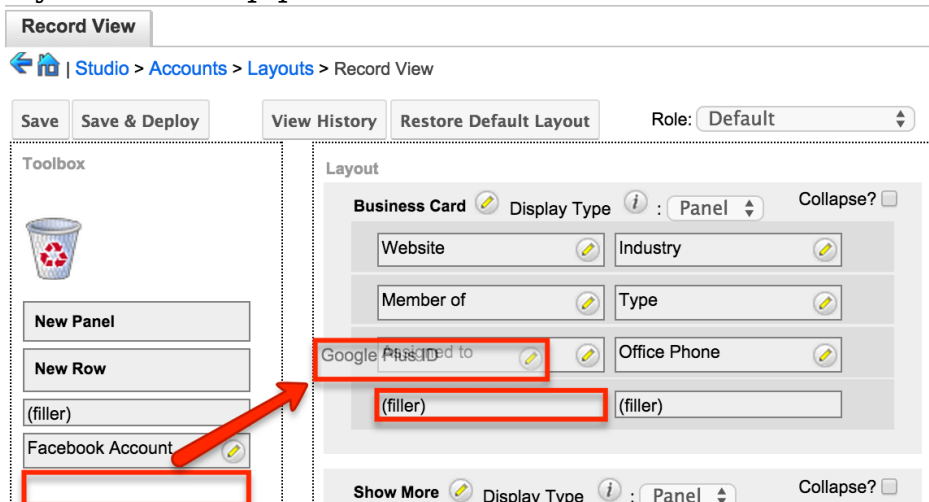 Record View
| Studio > Accounts > Layouts > Record View
Save Save & Deploy View History Restore Default Layout Role: Default
Toolbox
Layout
Business Card Display Type i : Panel Collapse?
Website Industry
Member of Type
New Panel
Google Plus ID Assigned to Office Phone
New Row
(filler) (filler)
(filler)
Facebook Account
Show More Display Type i : Panel Collapse?